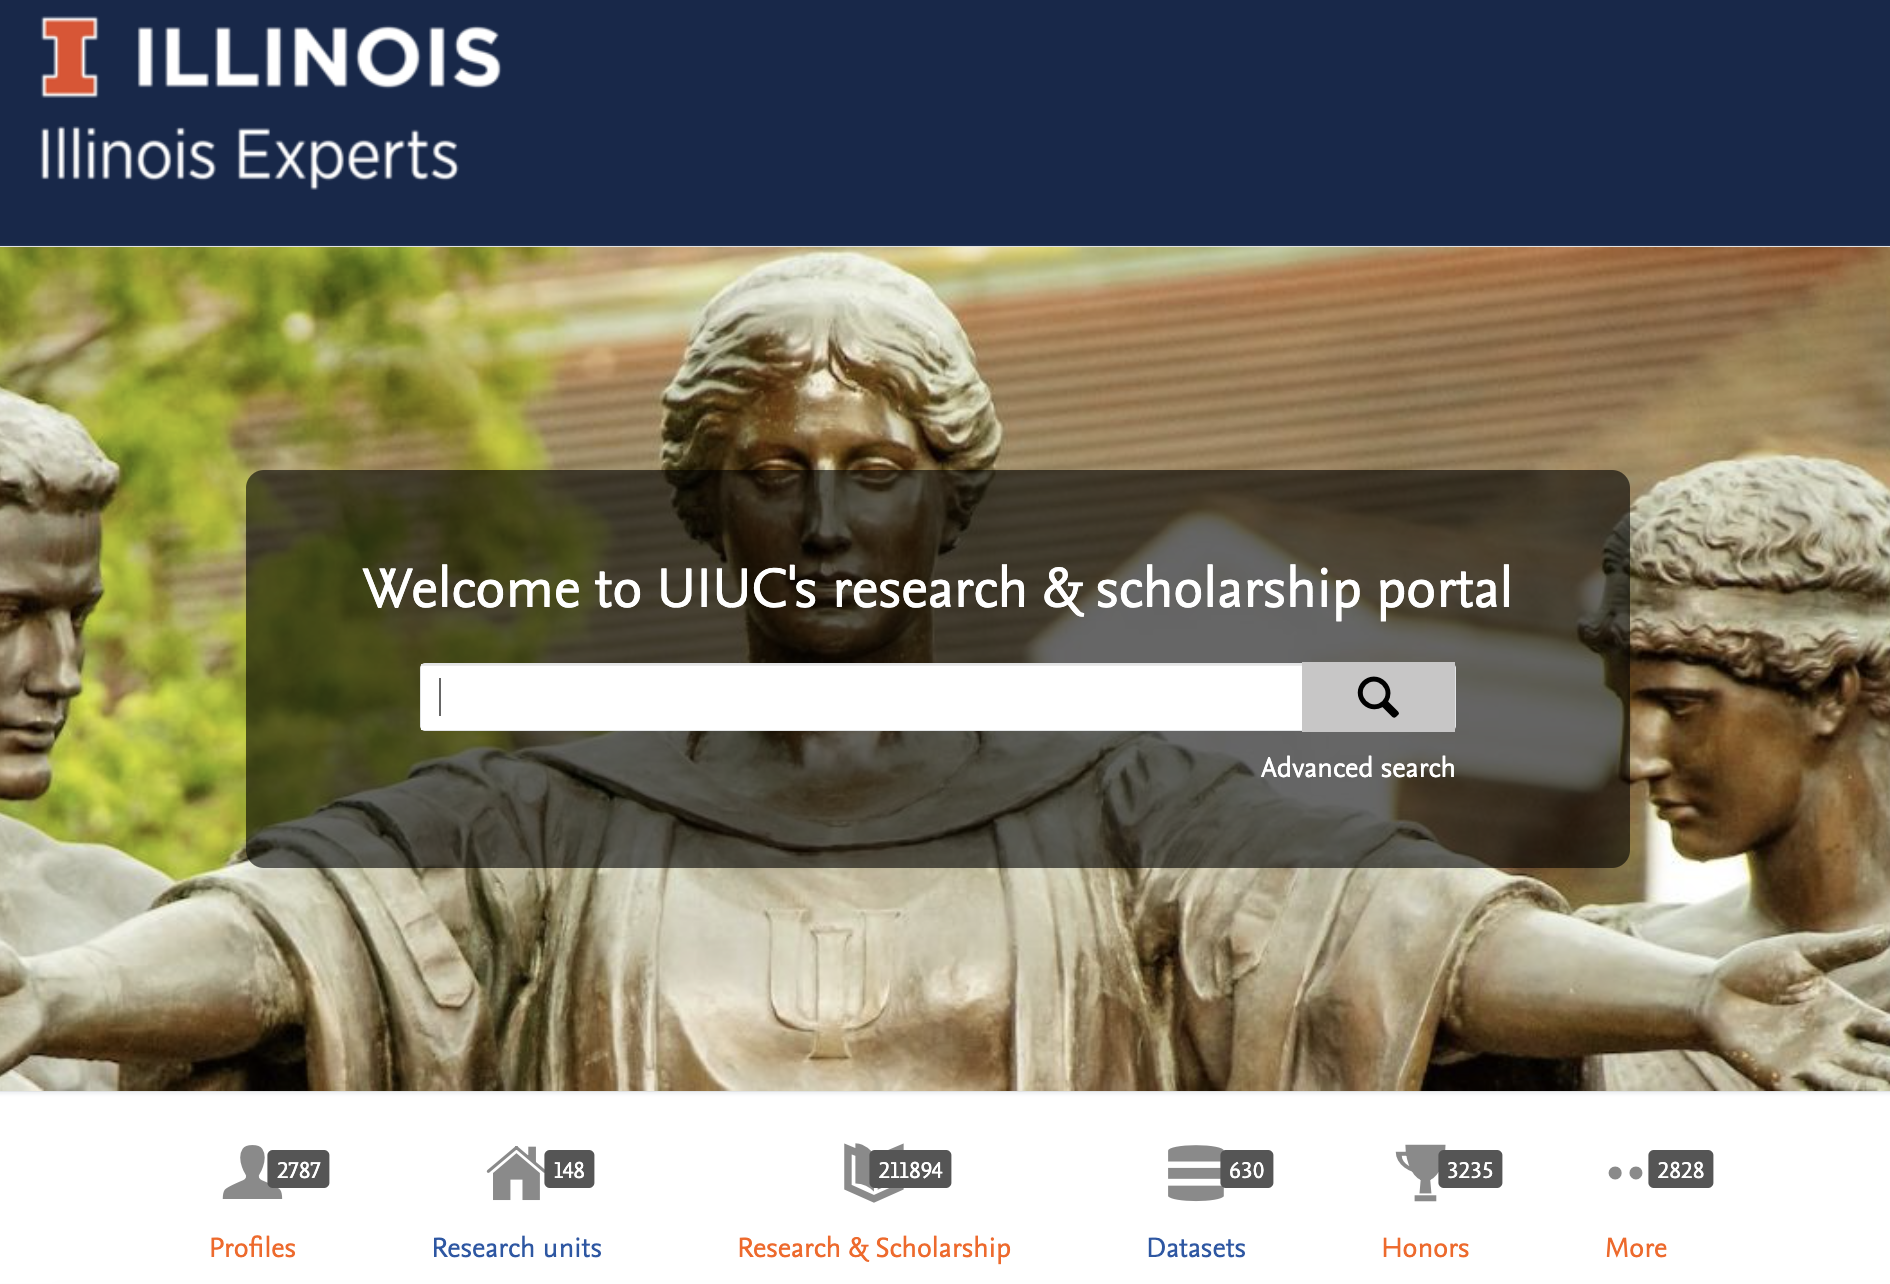 I ILLINOIS
Illinois Experts
Welcome to UIUC's research & scholarship portal
Advanced search
2787
148
211894
630
3235
2828
Profiles
Research units
Research & Scholarship
Datasets
Honors
More